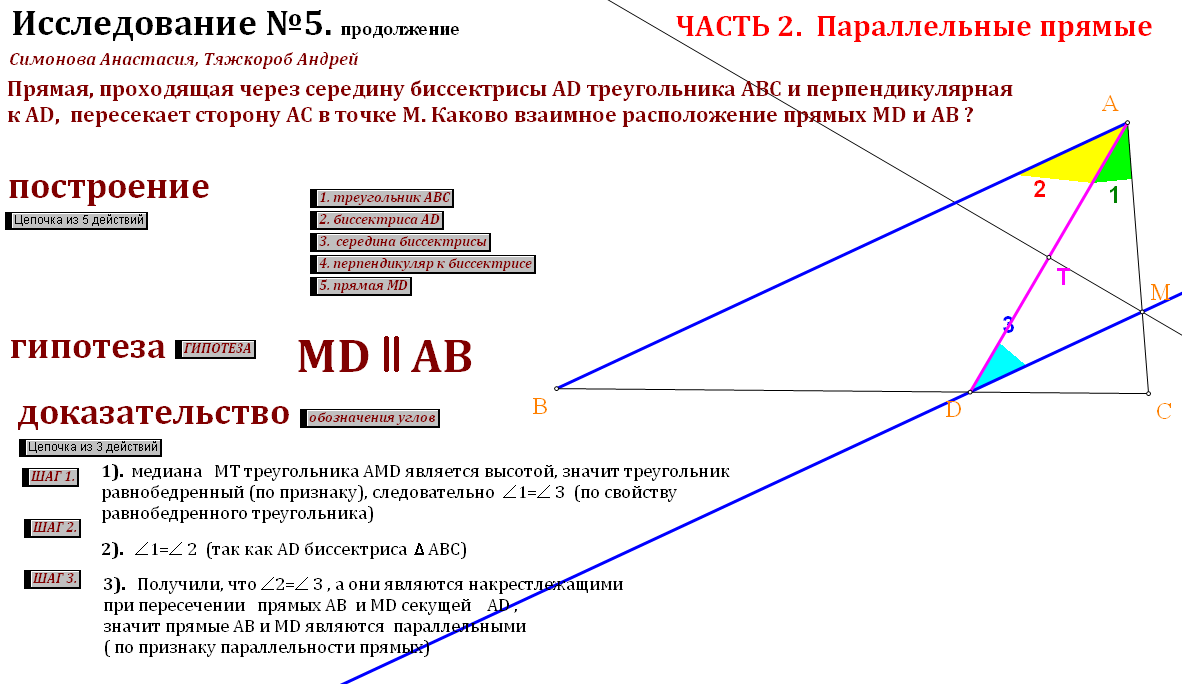 Исследование №5. продолжение
ЧАСТЬ 2. Параллельные прямые
Симонова Анастасия, Тяжкороб Андрей
Прямая, проходящая через середину биссектрисы AD треугольника ABC и перпендикулярная
к AD, пересекает сторону AC в точке M. Каково взаимное расположение прямых MD и AB ?
построение
Цепочка из 5 действий
1. треугольник ABC
2. биссектриса AD
3. середина биссектрисы
4. перпендикуляр к биссектрисе
5. прямая MD
гипотеза
ГИПОТЕЗА
MD || AB
доказательство
обозначения углов
Цепочка из 3 действий
ШАГ 1.
1). медиана MT треугольника AMD является высотой, значит треугольник
равнобедренный (по признаку), следовательно ∠1=∠3 (по свойству
равнобедренного треугольника)
ШАГ 2.
2). ∠1=∠2 (так как AD биссектриса Δ ABC)
ШАГ 3.
3). Получили, что ∠2=∠3 , а они являются накрестлежащими
при пересечении прямых AB и MD секущей AD ,
значит прямые AB и MD являются параллельными
( по признаку параллельности прямых)
A
2
1
T
M
3
B
D
C